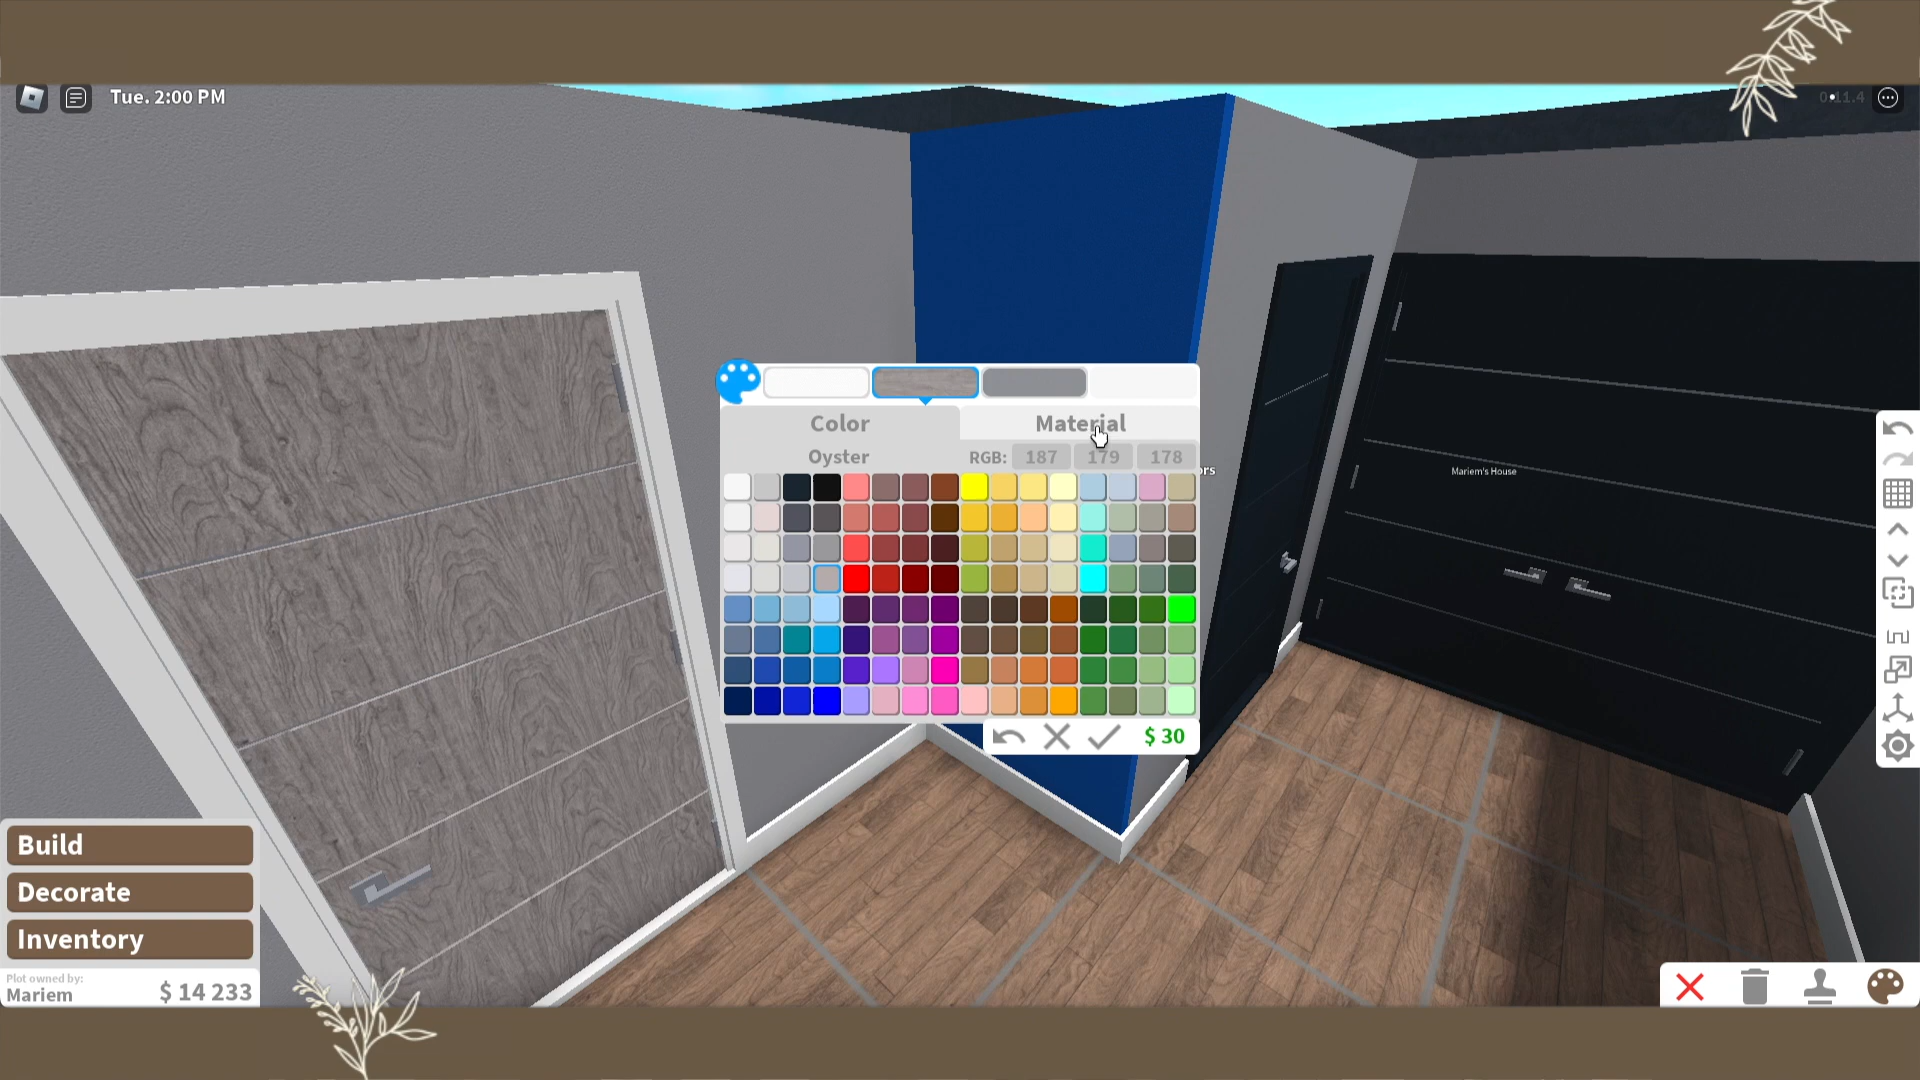 Tue. 2:00 PM
Color
Material
Oyster
RGB: 187 179 178
ors
Mariem's House
$ 30
Build
Decorate
Inventory
Plot owned by:
Mariem
$ 14 233